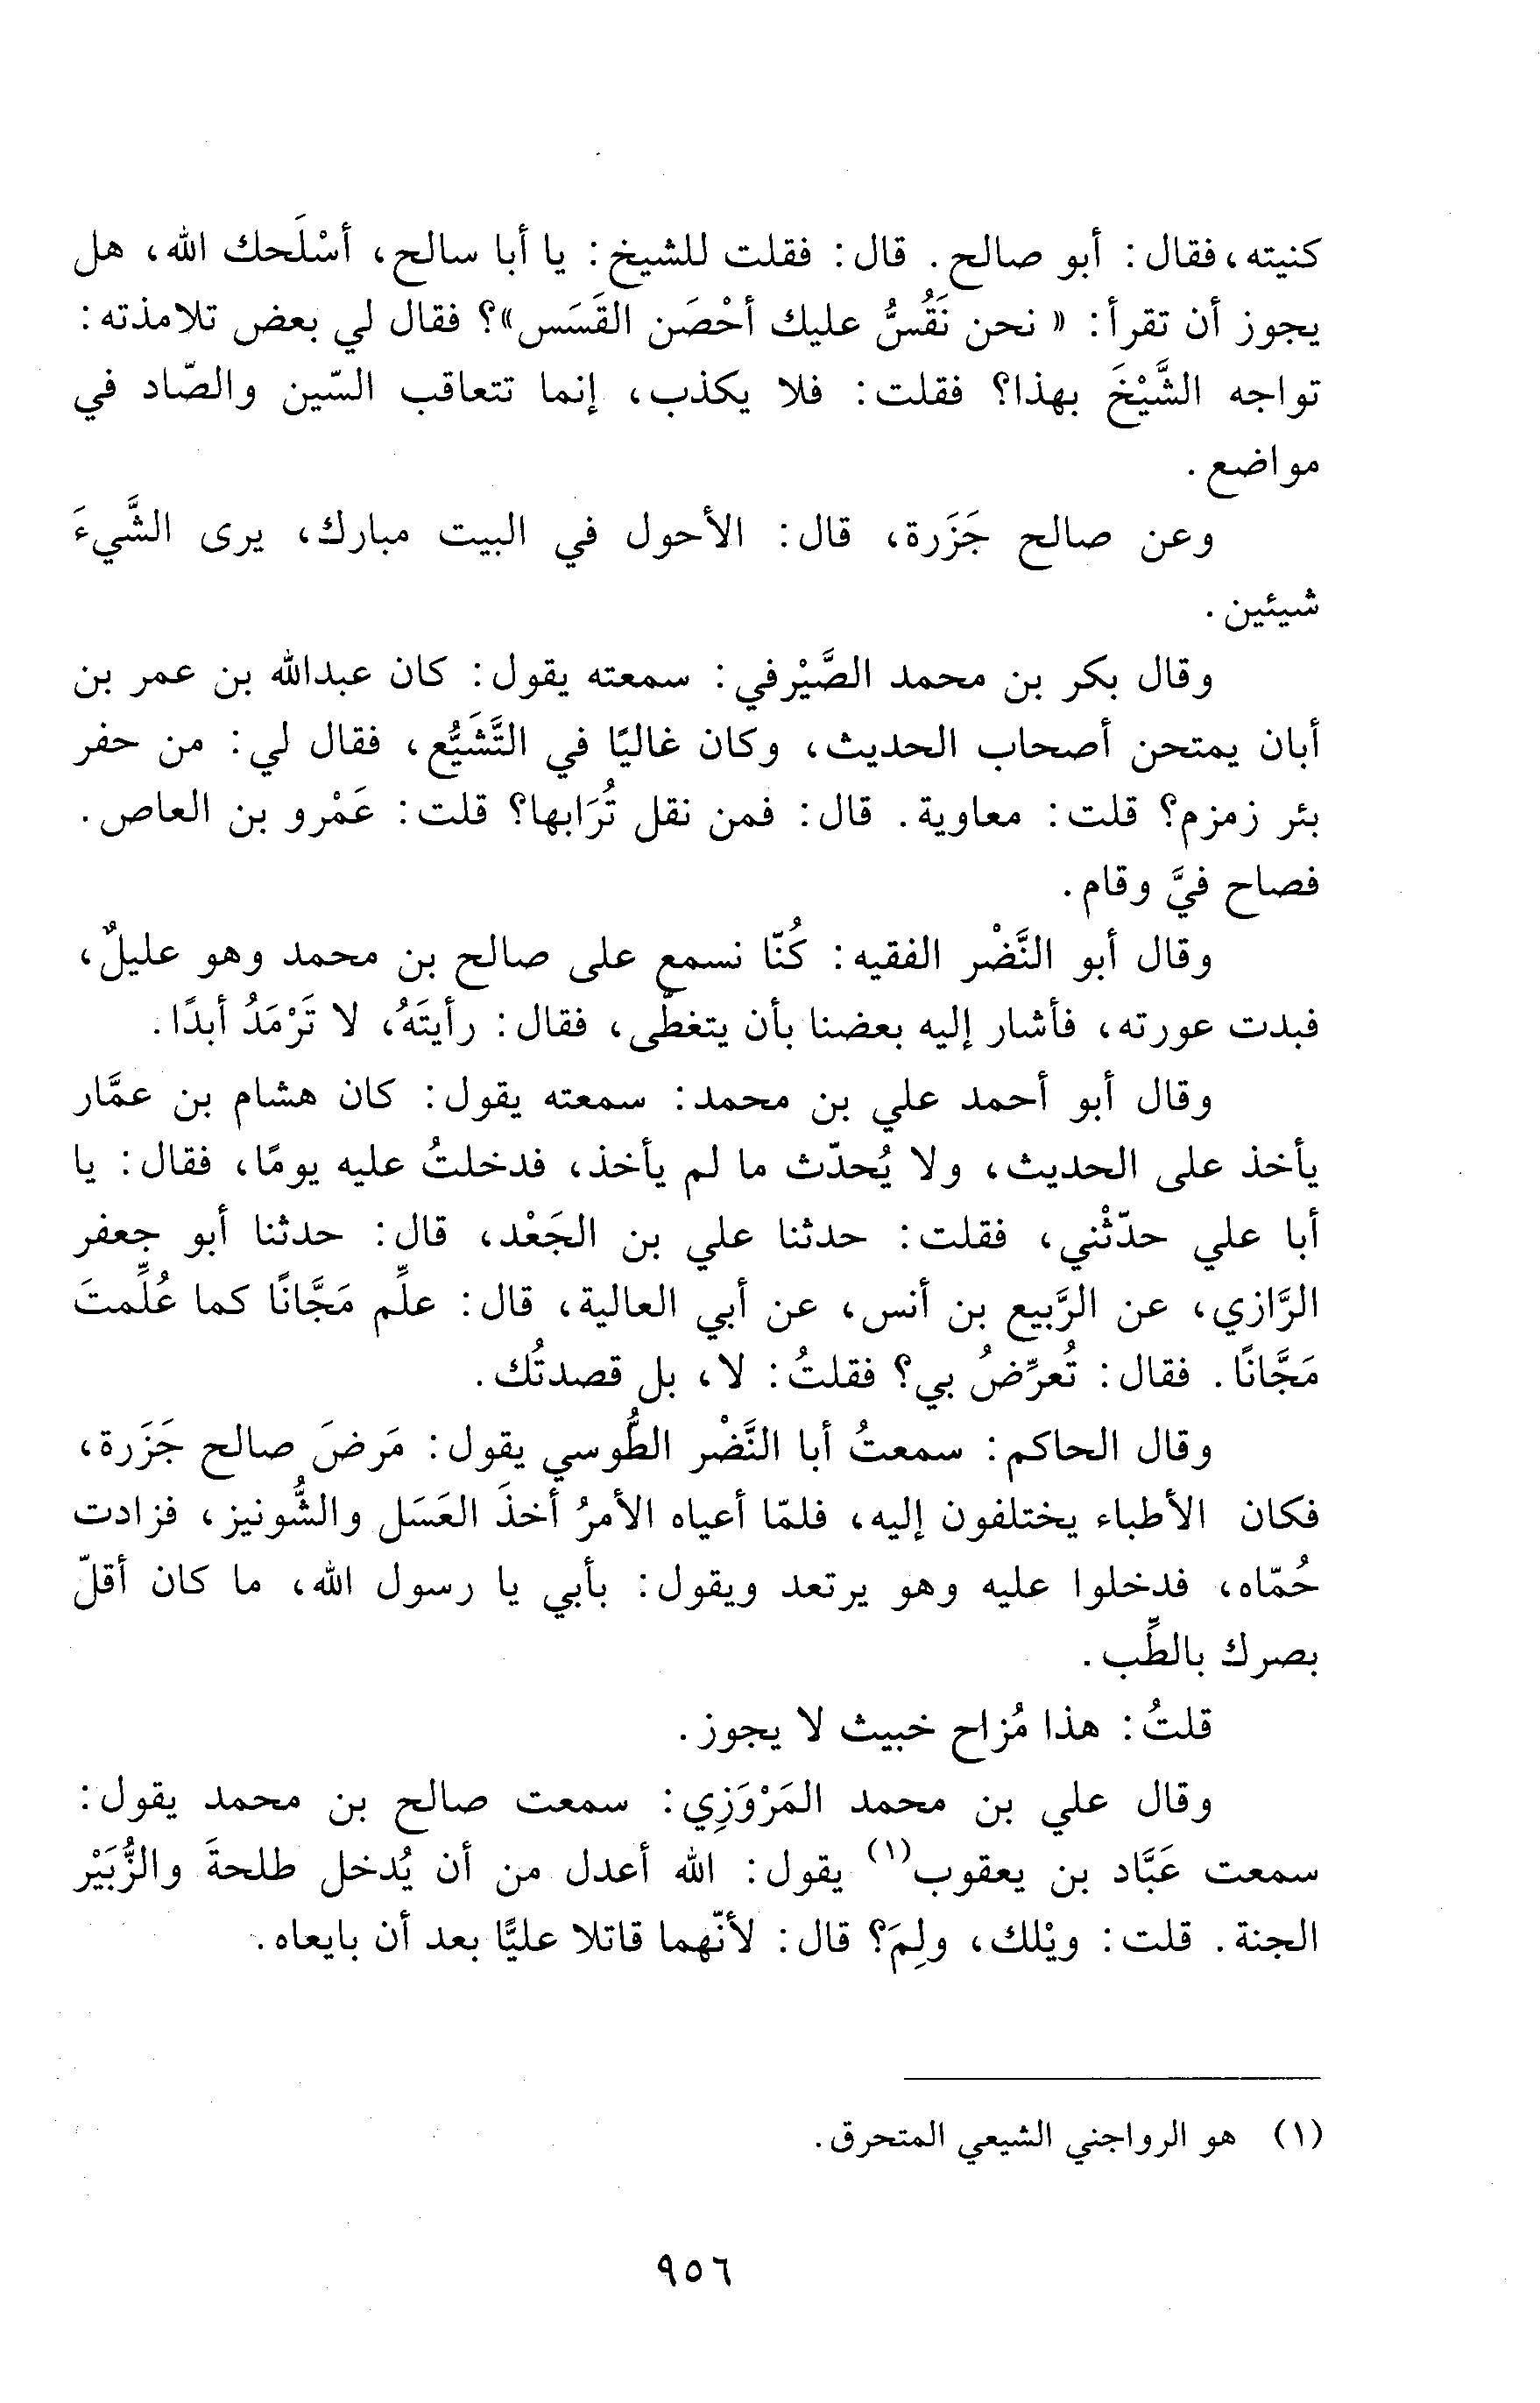 كنيته، فقال: أبو صالح. قال: فقلت للشيخ: يا أبا سالح، أسْلَحك الله، هل
يجوز أن تقرأ: « نحن نَقُسُّ عليك أحْصَن القَسَس»؟ فقال لي بعض تلامذته:
تواجه الشَّيْخَ بهذا؟ فقلت: فلا يكذب، إنما تتعاقب السّين والصّاد في
مواضع.
وعن صالح جَزَرة، قال: الأحول في البيت مبارك، يرى الشَّيءَ
شيئين.
وقال بكر بن محمد الصَّيْرفي: سمعته يقول: كان عبدالله بن عمر بن
أبان يمتحن أصحاب الحديث، وكان غاليًا في التَّشَيُّع، فقال لي: من حفر
بئر زمزم؟ قلت: معاوية. قال: فمن نقل تُرَابها؟ قلت: عَمْرو بن العاص.
فصاح فيَّ وقام.
وقال أبو النَّضْر الفقيه: كُنّا نسمع على صالح بن محمد وهو عليلٌ،
فبدت عورته، فأشار إليه بعضنا بأن يتغطّى، فقال: رأيتَهُ، لا تَرْمَدُ أبدًا.
وقال أبو أحمد علي بن محمد: سمعته يقول: كان هشام بن عمَّار
يأخذ على الحديث، ولا يُحدّث ما لم يأخذ، فدخلتُ عليه يومًا، فقال: يا
أبا علي حدّثْني، فقلت: حدثنا علي بن الجَعْد، قال: حدثنا أبو جعفر
الرَّازي، عن الرَّبيع بن أنس، عن أبي العالية، قال: علِّم مَجَّانًا كما عُلِّمتَ
مَجَّانًا. فقال: تُعرِّضُ بي؟ فقلتُ: لا، بل قصدتُك.
وقال الحاكم: سمعتُ أبا النَّضْر الطُّوسي يقول: مَرضَ صالح جَزَرة،
فكان الأطباء يختلفون إليه، فلمّا أعياه الأمرُ أخذَ العَسَل والشُّونيز، فزادت
حُمّاه، فدخلوا عليه وهو يرتعد ويقول: بأبي يا رسول الله، ما كان أقلّ
بصرك بالطِّب.
قلتُ: هذا مُزاح خبيث لا يجوز.
وقال علي بن محمد المَرْوَزِي: سمعت صالح بن محمد يقول:
سمعت عَبَّاد بن يعقوب(١) يقول: الله أعدل من أن يُدخل طلحةَ والزُّبَيْر
الجنة. قلت: ويْلك، ولِمَ؟ قال: لأنّهما قاتلا عليًّا بعد أن بايعاه.
(١) هو الرواجني الشيعي المتحرق.
٩٥٦